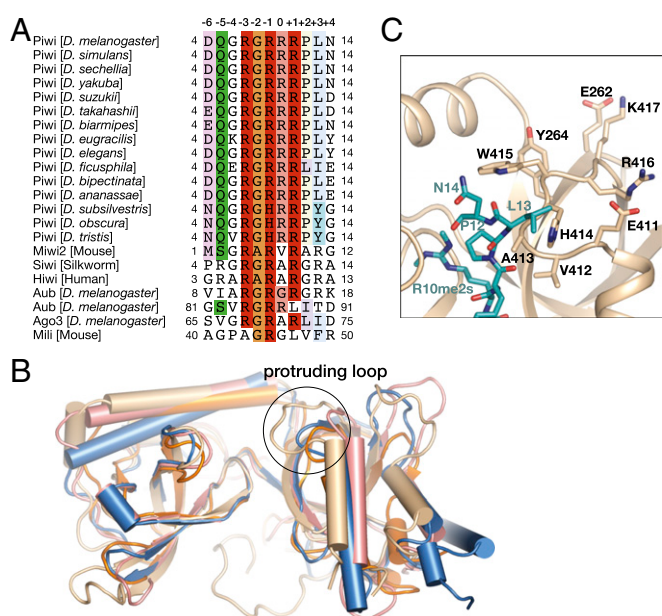 A
-6 -5 -4 -3 -2 -1 0 +1 +2 +3 +4
Piwi [D. melanogaster] 4 DQGRGRRRPLN 14
Piwi [D. simulans] 4 DQGRGRRRPLN 14
Piwi [D. sechellia] 4 DQGRGRRRPLN 14
Piwi [D. yakuba] 4 DQGRGRRRPLN 14
Piwi [D. suzukii] 4 DQGRGRRRPLN 14
Piwi [D. takahashii] 4 EQGRGRRRPLN 14
Piwi [D. biarmipes] 4 EQGRGRRRPLN 14
Piwi [D. eugracilis] 4 DQKRGRRRPLY 14
Piwi [D. elegans] 4 DQGRGRRRPLY 14
Piwi [D. ficusphila] 4 DQERGRRRLIE 14
Piwi [D. bipectinata] 4 DQGRGRRRPLE 14
Piwi [D. ananassae] 4 DQGRGRRRPLE 14
Piwi [D. subsilvestris] 4 NQGRGHRRPYG 14
Piwi [D. obscura] 4 NQGRGHRRPYG 14
Piwi [D. tristis] 4 NQVRGHRRPYG 14
Miwi2 [Mouse] 1 MSGRARVRARG 12
Siwi [Silkworm] 4 14
Hiwi [Human] 3 GRARARARGRA 13
Aub [D. melanogaster] 8 VIARGRGRGRK 18
Aub [D. melanogaster] 81 GSVRGRRLITD 91
Ago3 [D. melanogaster] 65 SVGRGRARLID 75
Mili [Mouse] 40 AGPAGRGLVFR 50
C
E262
K417
Y264
W415
R416
N14
L13
P12
E411
H414
A413
V412
R10me2s
B
protruding loop